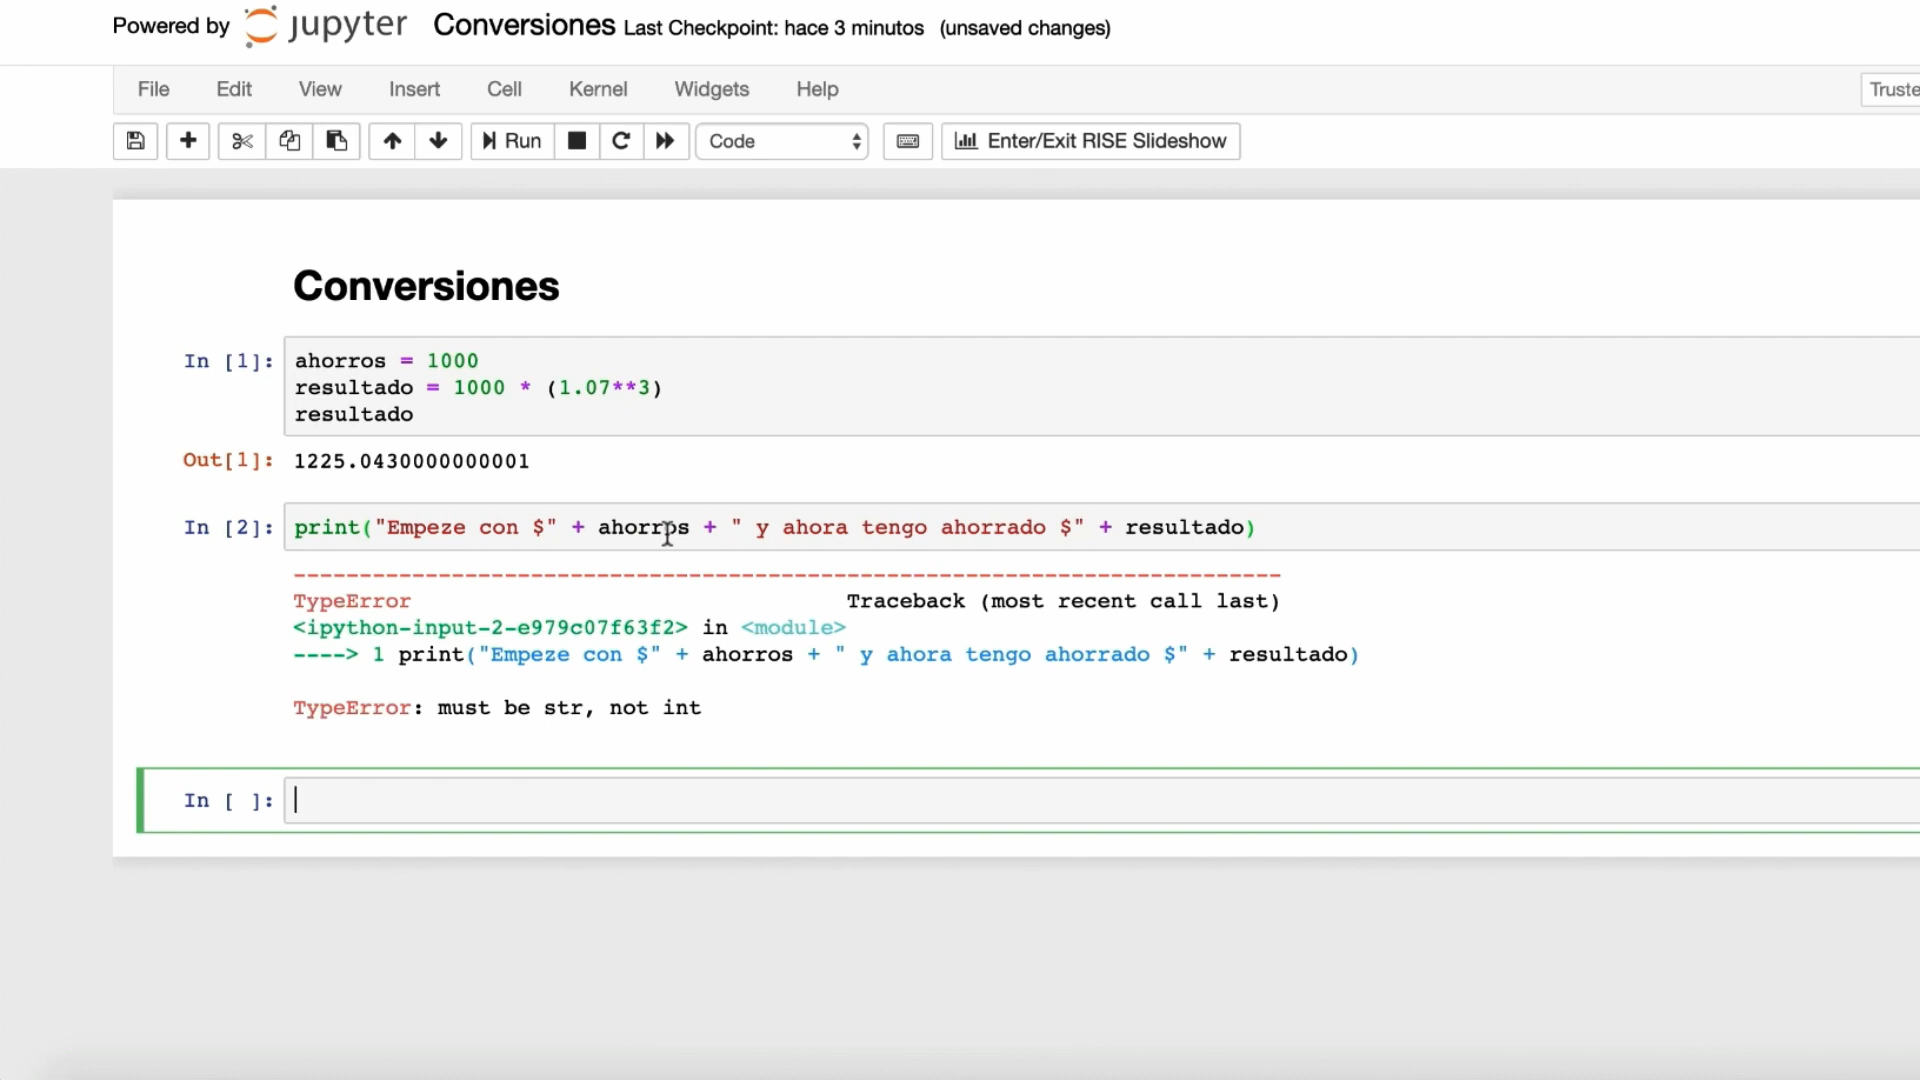 Powered by jupyter Conversiones Last Checkpoint: hace 3 minutos (unsaved changes)
File Edit View Insert Cell Kernel Widgets Help Truste
Run Code Enter/Exit RISE Slideshow
Conversiones
In [1]: ahorros = 1000
resultado = 1000 * (1.07**3)
resultado
Out[1]: 1225.0430000000001
In [2]: print("Empeze con $" + ahorros + " y ahora tengo ahorrado $" + resultado)
---------------------------------------------------------------------------
TypeError Traceback (most recent call last)
<ipython-input-2-e979c07f63f2> in <module>
----> 1 print("Empeze con $" + ahorros + " y ahora tengo ahorrado $" + resultado)
TypeError: must be str, not int
In [ ]: